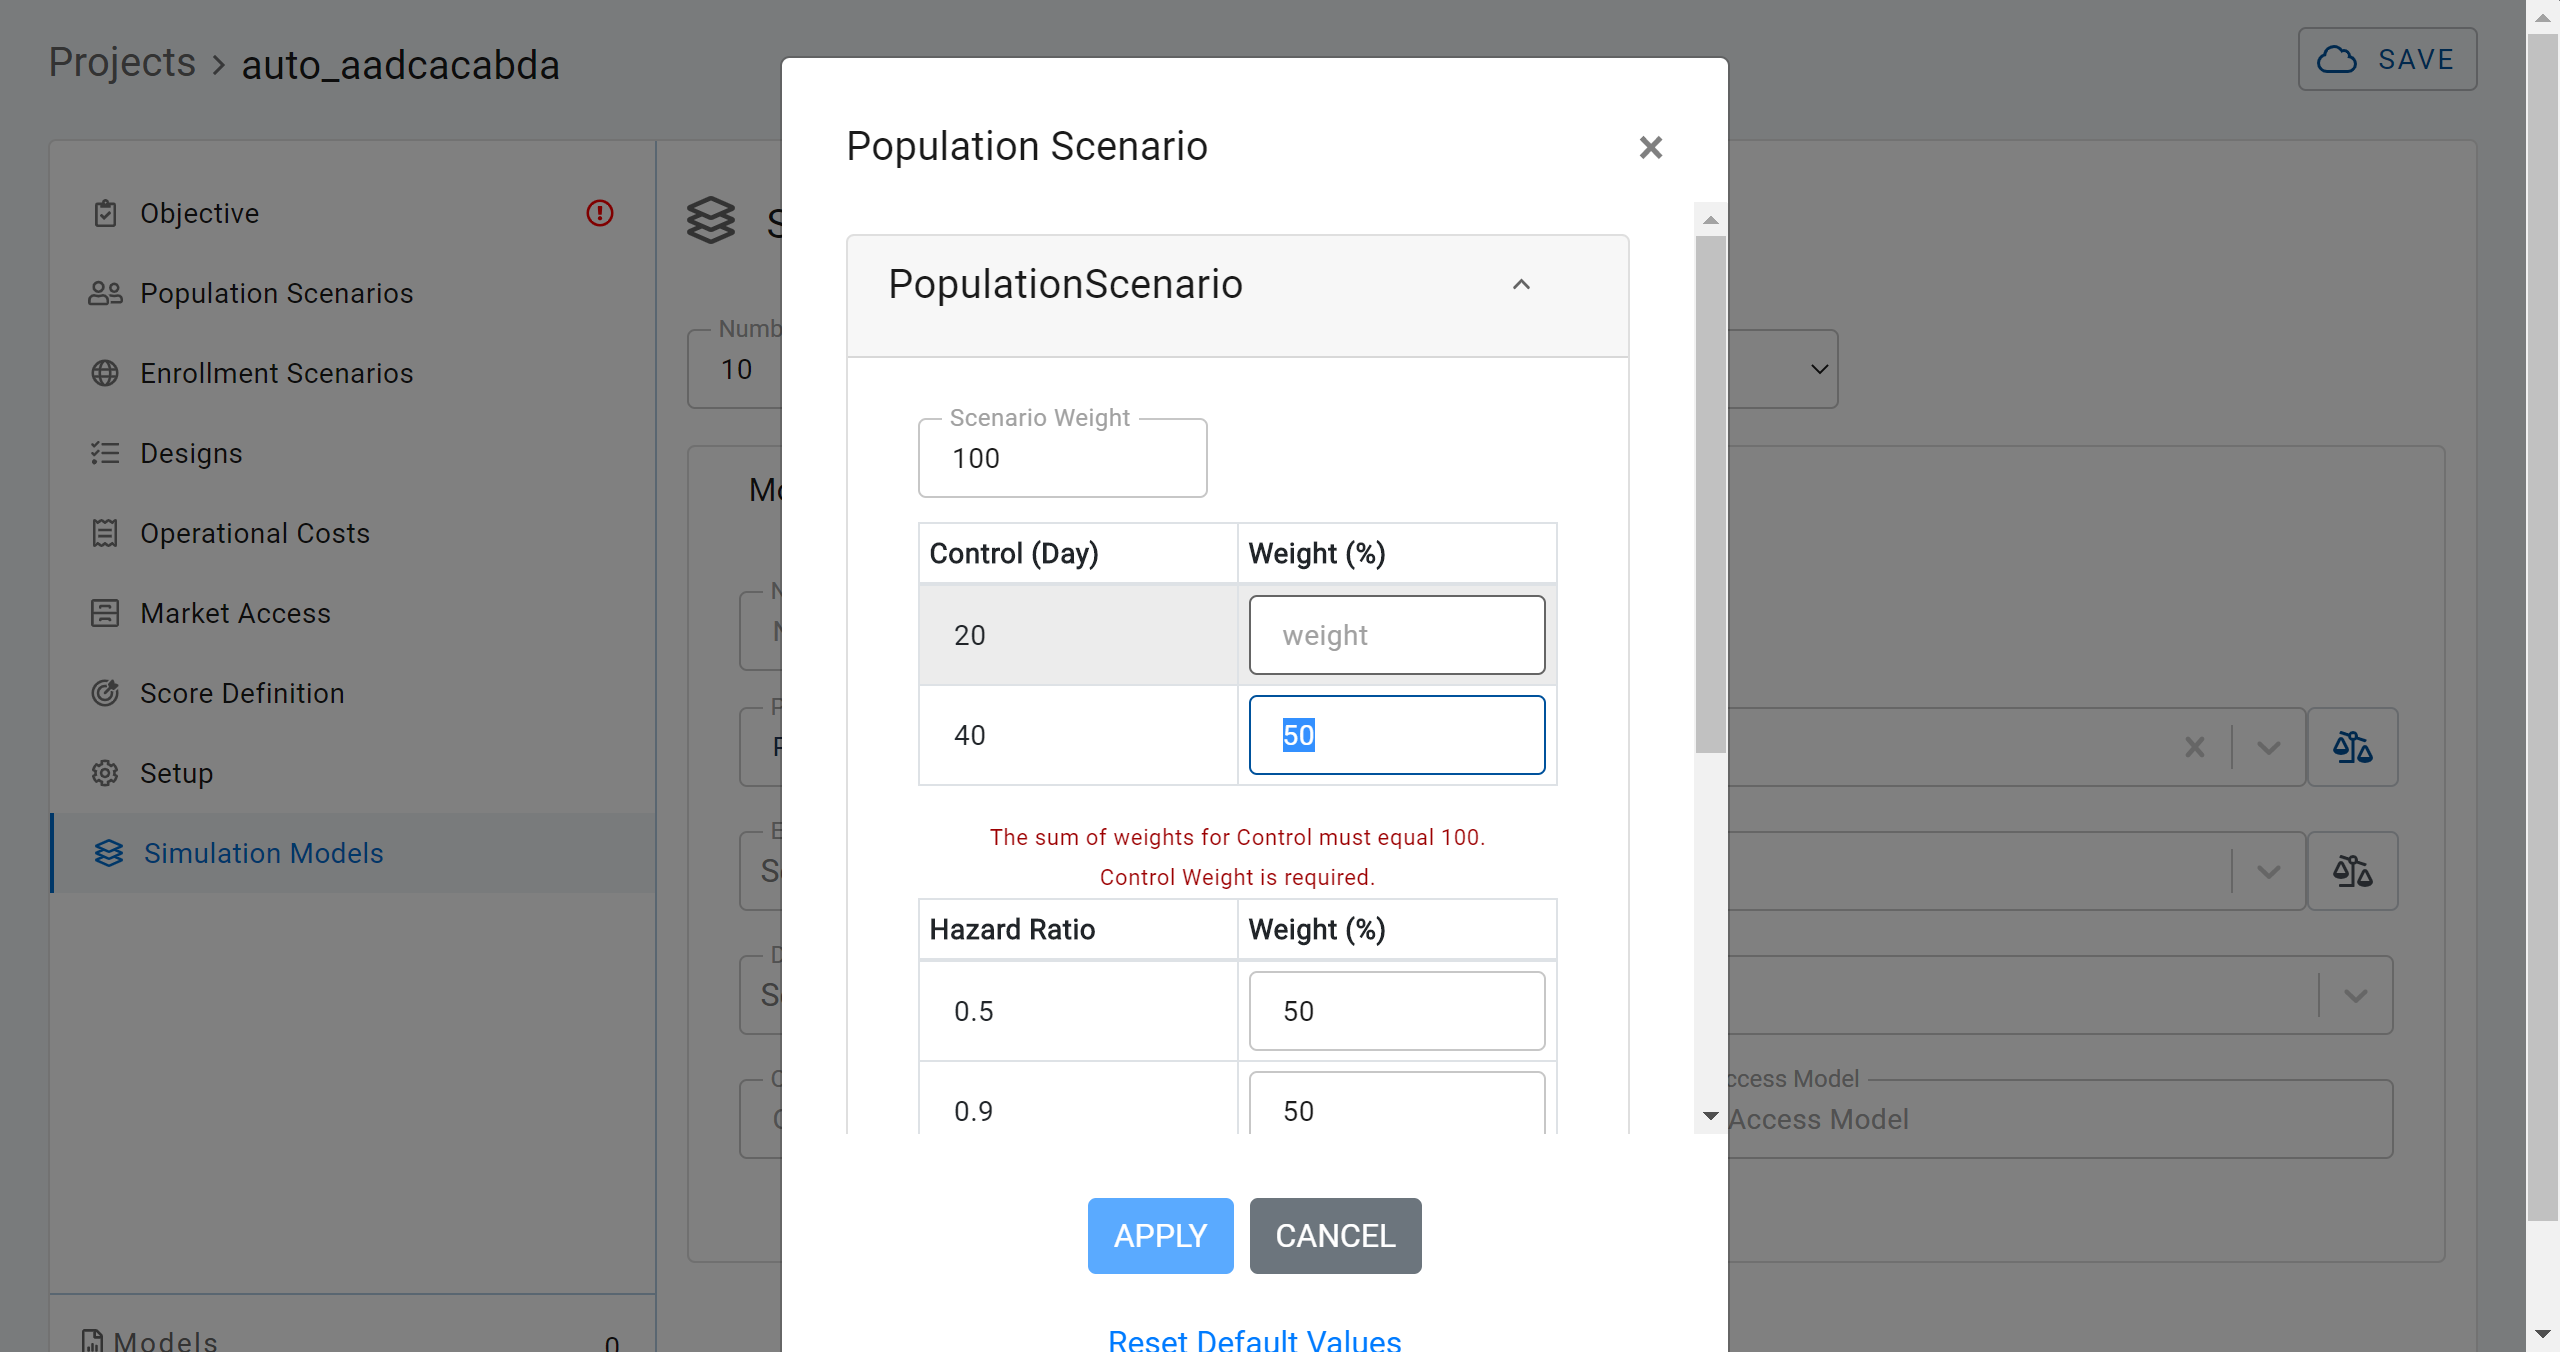 Projects > auto_aadcacabda
SAVE
Objective
Population Scenarios
Enrollment Scenarios
Designs
Operational Costs
Market Access
Score Definition
Setup
Simulation Models
Models 0
Numb
10
Population Scenario
PopulationScenario
Scenario Weight
100
Control (Day) Weight (%)
20 weight
40 50
The sum of weights for Control must equal 100.
Control Weight is required.
Hazard Ratio Weight (%)
0.5 50
0.9 50
APPLY CANCEL
Reset Default Values
ccess Model
Access Model